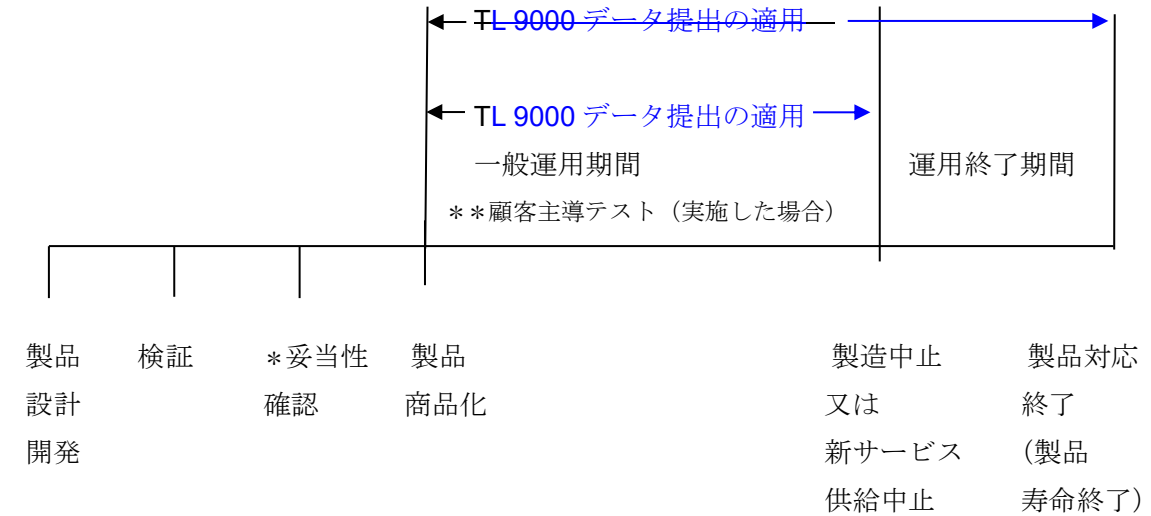 TL 9000 データ提出の適用
TL 9000 データ提出の適用
一般運用期間
運用終了期間
＊＊顧客主導テスト（実施した場合）
製品
設計
開発
検証
＊妥当性
確認
製品
商品化
製造中止
又は
新サービス
供給中止
製品対応
終了
（製品
寿命終了）